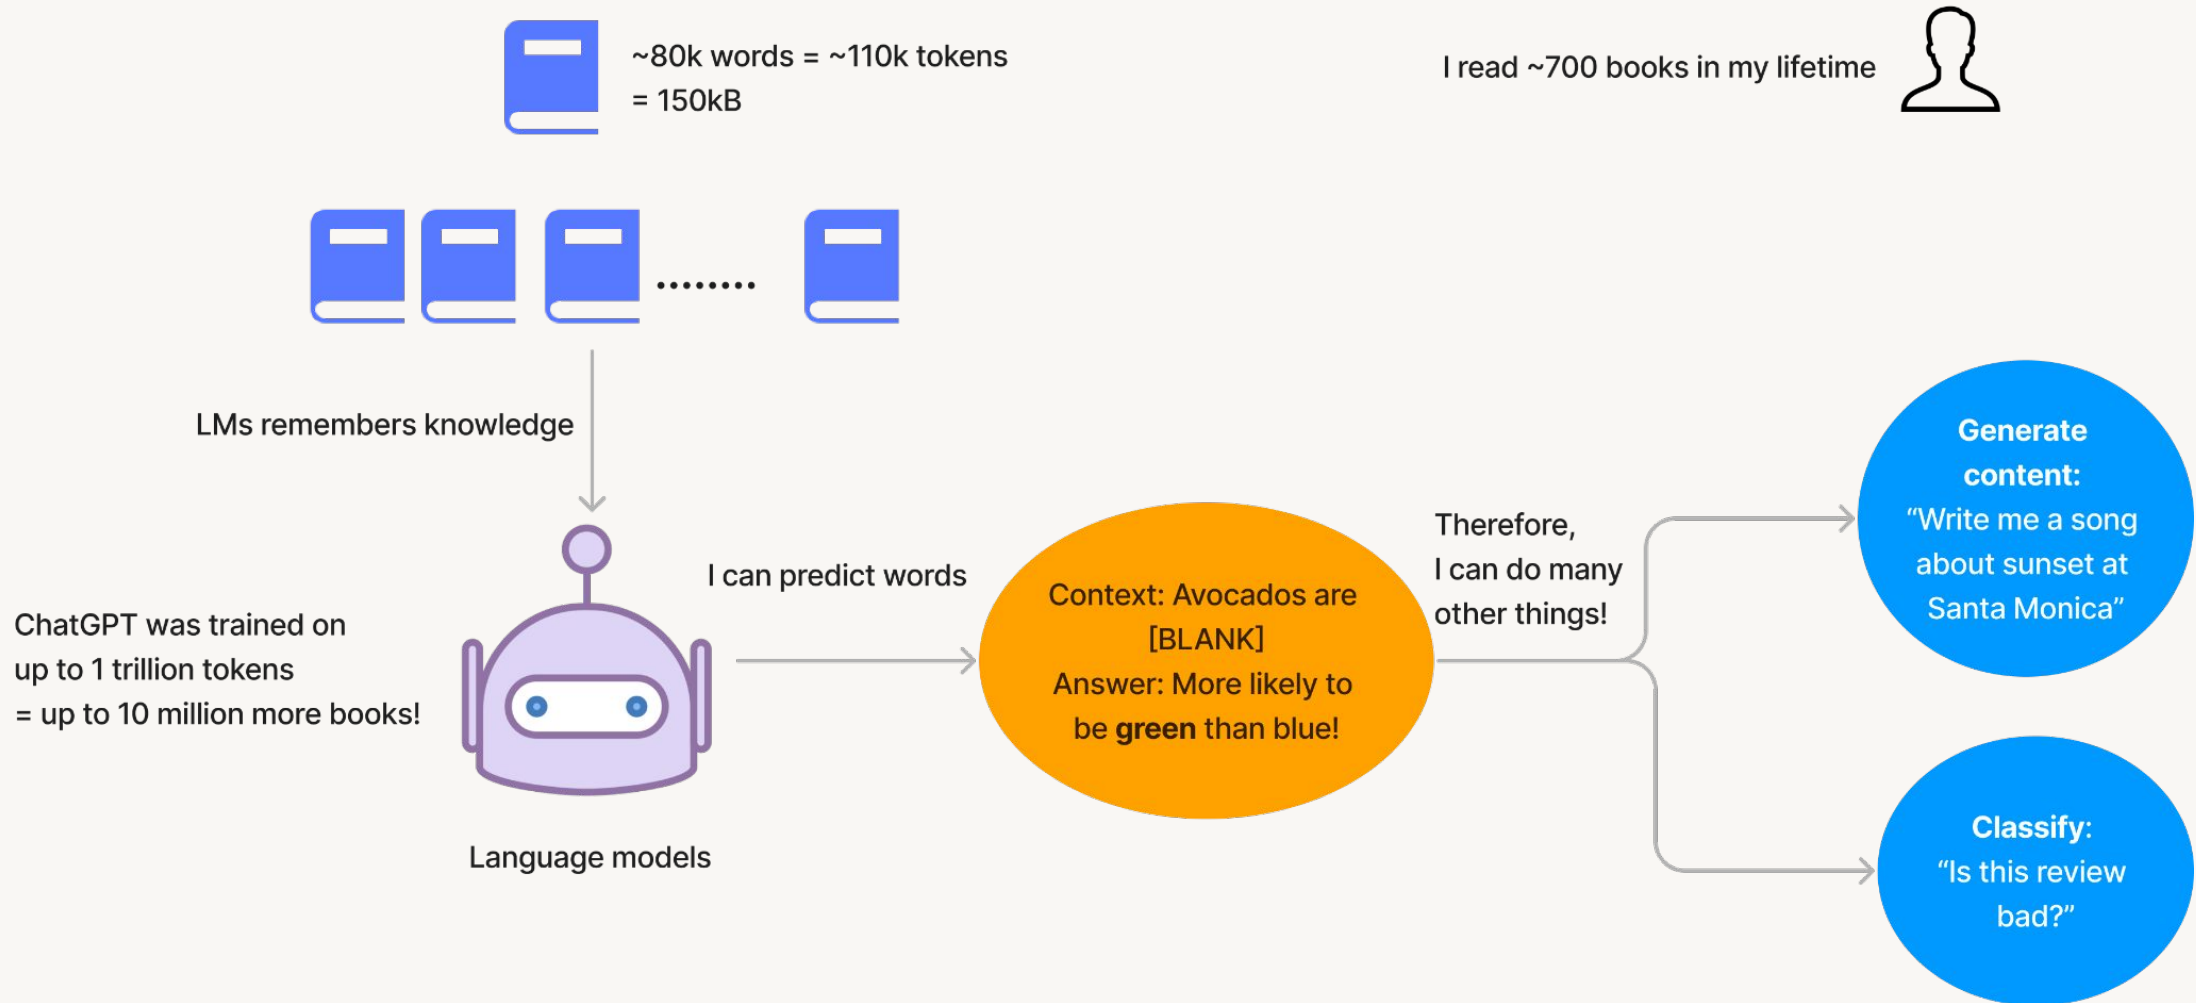 ~80k words = ~110k tokens
= 150kB
I read ~700 books in my lifetime
LMs remembers knowledge
ChatGPT was trained on
up to 1 trillion tokens
= up to 10 million more books!
Language models
I can predict words
Context: Avocados are
[BLANK]
Answer: More likely to
be green than blue!
Therefore,
I can do many
other things!
Generate
content:
“Write me a song
about sunset at
Santa Monica”
Classify:
“Is this review
bad?”